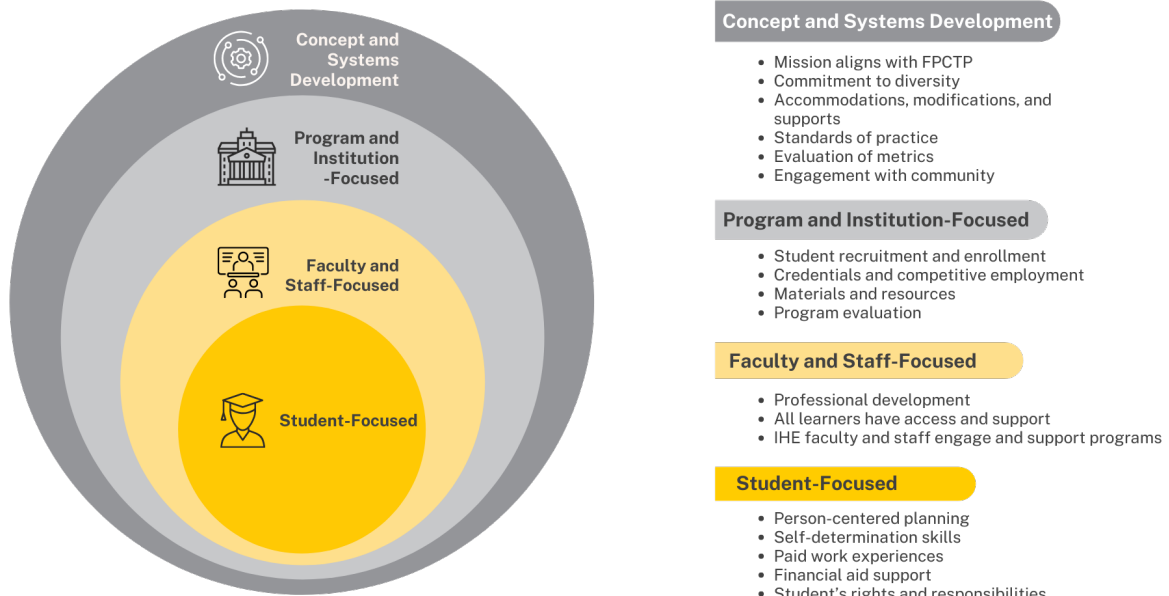 Concept and
Systems
Development
Program and
Institution
-Focused
Faculty and
Staff-Focused
Student-Focused
Concept and Systems Development
• Mission aligns with FPCTP
• Commitment to diversity
• Accommodations, modifications, and
supports
• Standards of practice
• Evaluation of metrics
• Engagement with community
Program and Institution-Focused
• Student recruitment and enrollment
• Credentials and competitive employment
• Materials and resources
• Program evaluation
Faculty and Staff-Focused
• Professional development
• All learners have access and support
• IHE faculty and staff engage and support programs
Student-Focused
• Person-centered planning
• Self-determination skills
• Paid work experiences
• Financial aid support
• Student's rights and responsibilities